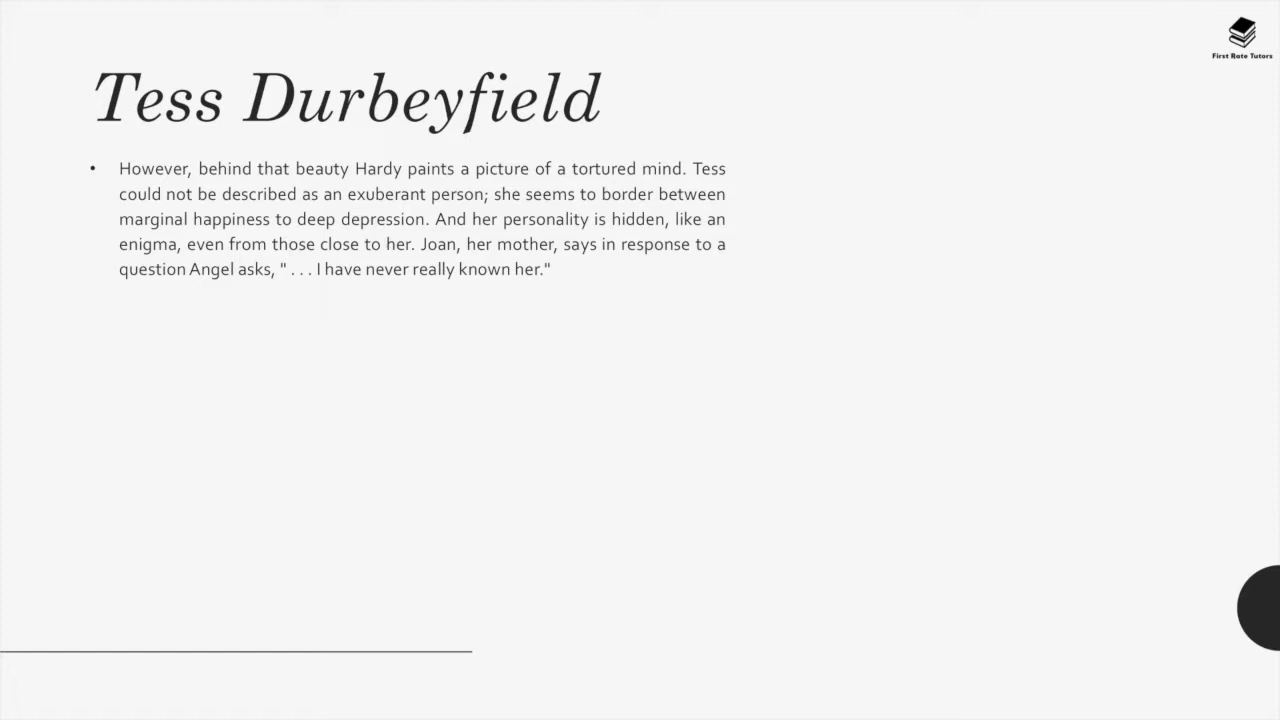 First Rate Tutors
Tess Durbeyfield
• However, behind that beauty Hardy paints a picture of a tortured mind. Tess
could not be described as an exuberant person; she seems to border between
marginal happiness to deep depression. And her personality is hidden, like an
enigma, even from those close to her. Joan, her mother, says in response to a
question Angel asks, " . . . I have never really known her."